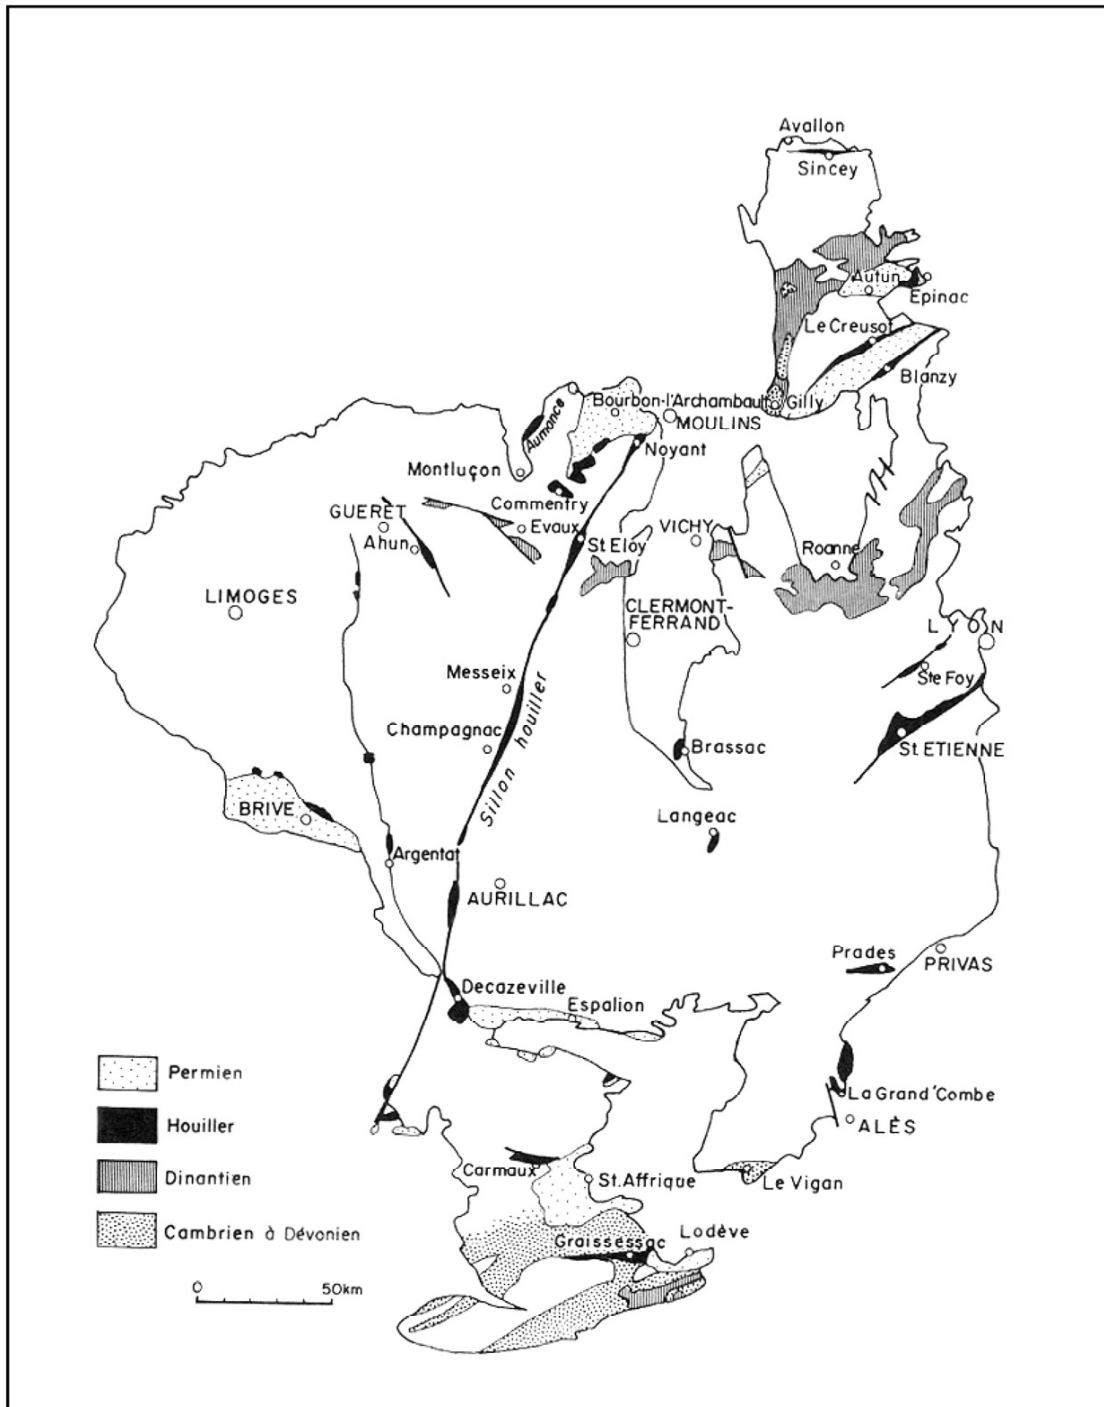 Avallon
Sincey
Autun
Epinac
Le Creusot
Blanzy
Bourbon-l'Archambault
Gilly
MOULINS
Aumance
Noyant
Montluçon
Commentry
GUERET
Evaux
VICHY
Ahun
St Eloy
Roanne
LIMOGES
CLERMONT-
FERRAND
LYON
Ste Foy
Messeix
Champagnac
Sillon houiller
Brassac
St. ETIENNE
BRIVE
Langeac
Argentat
AURILLAC
Prades
PRIVAS
Decazeville
Espalion
La Grand'Combe
ALÈS
Carmaux
St. Affrique
Le Vigan
Graissessac
Lodève
Permien
Houiller
Dinantien
Cambrien à Dévonien
0 50km